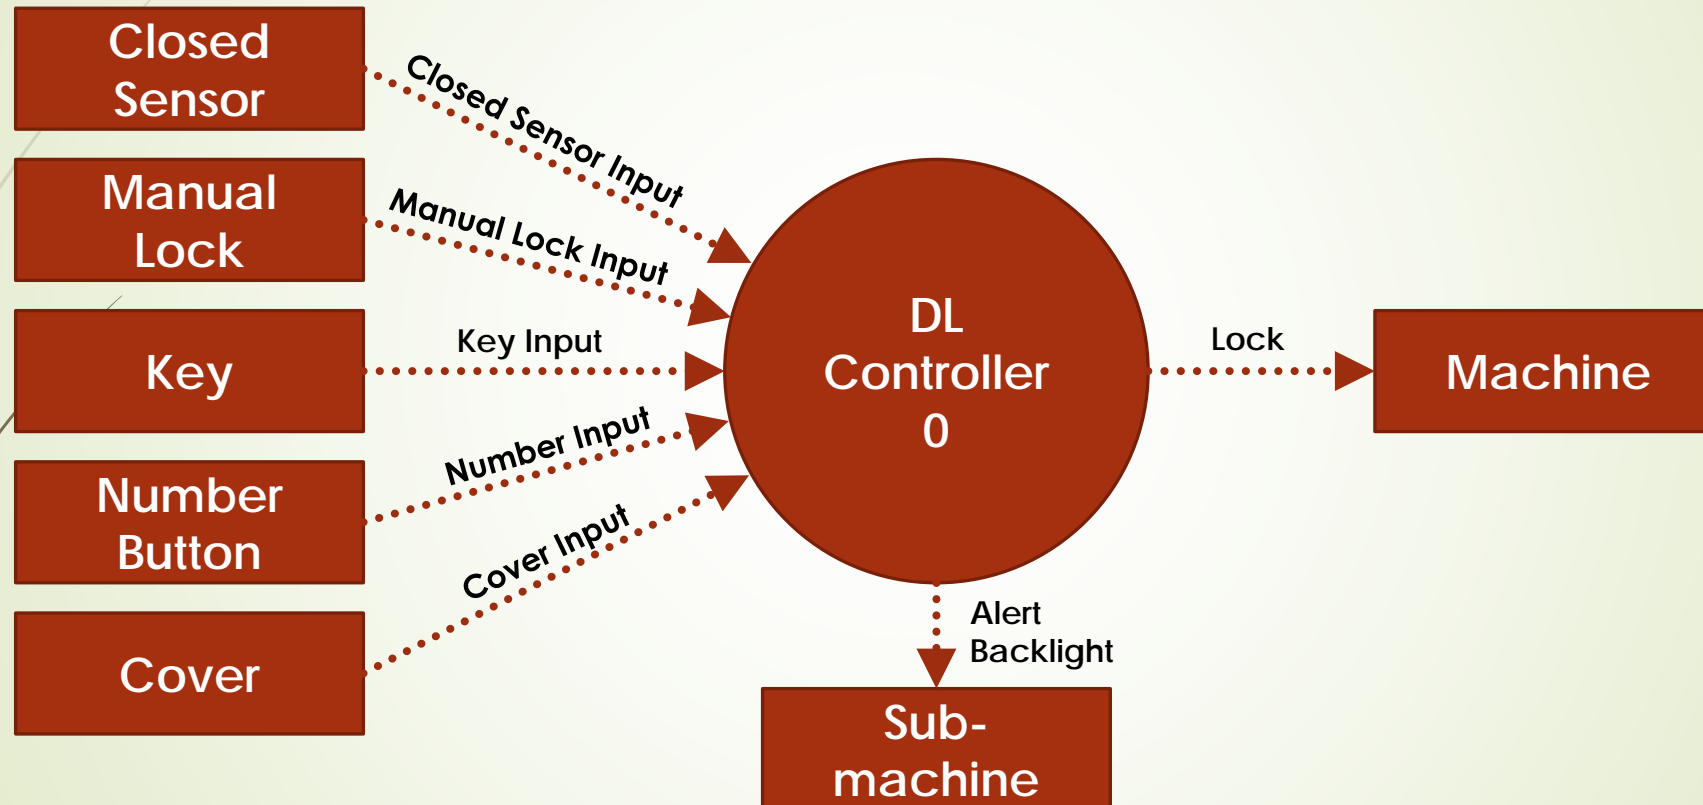 Closed
Sensor
Closed Sensor Input
Manual
Lock
Manual Lock Input
Key
Key Input
Number
Button
Number Input
Cover
Cover Input
DL
Controller
0
Lock
Machine
Alert
Backlight
Sub-
machine